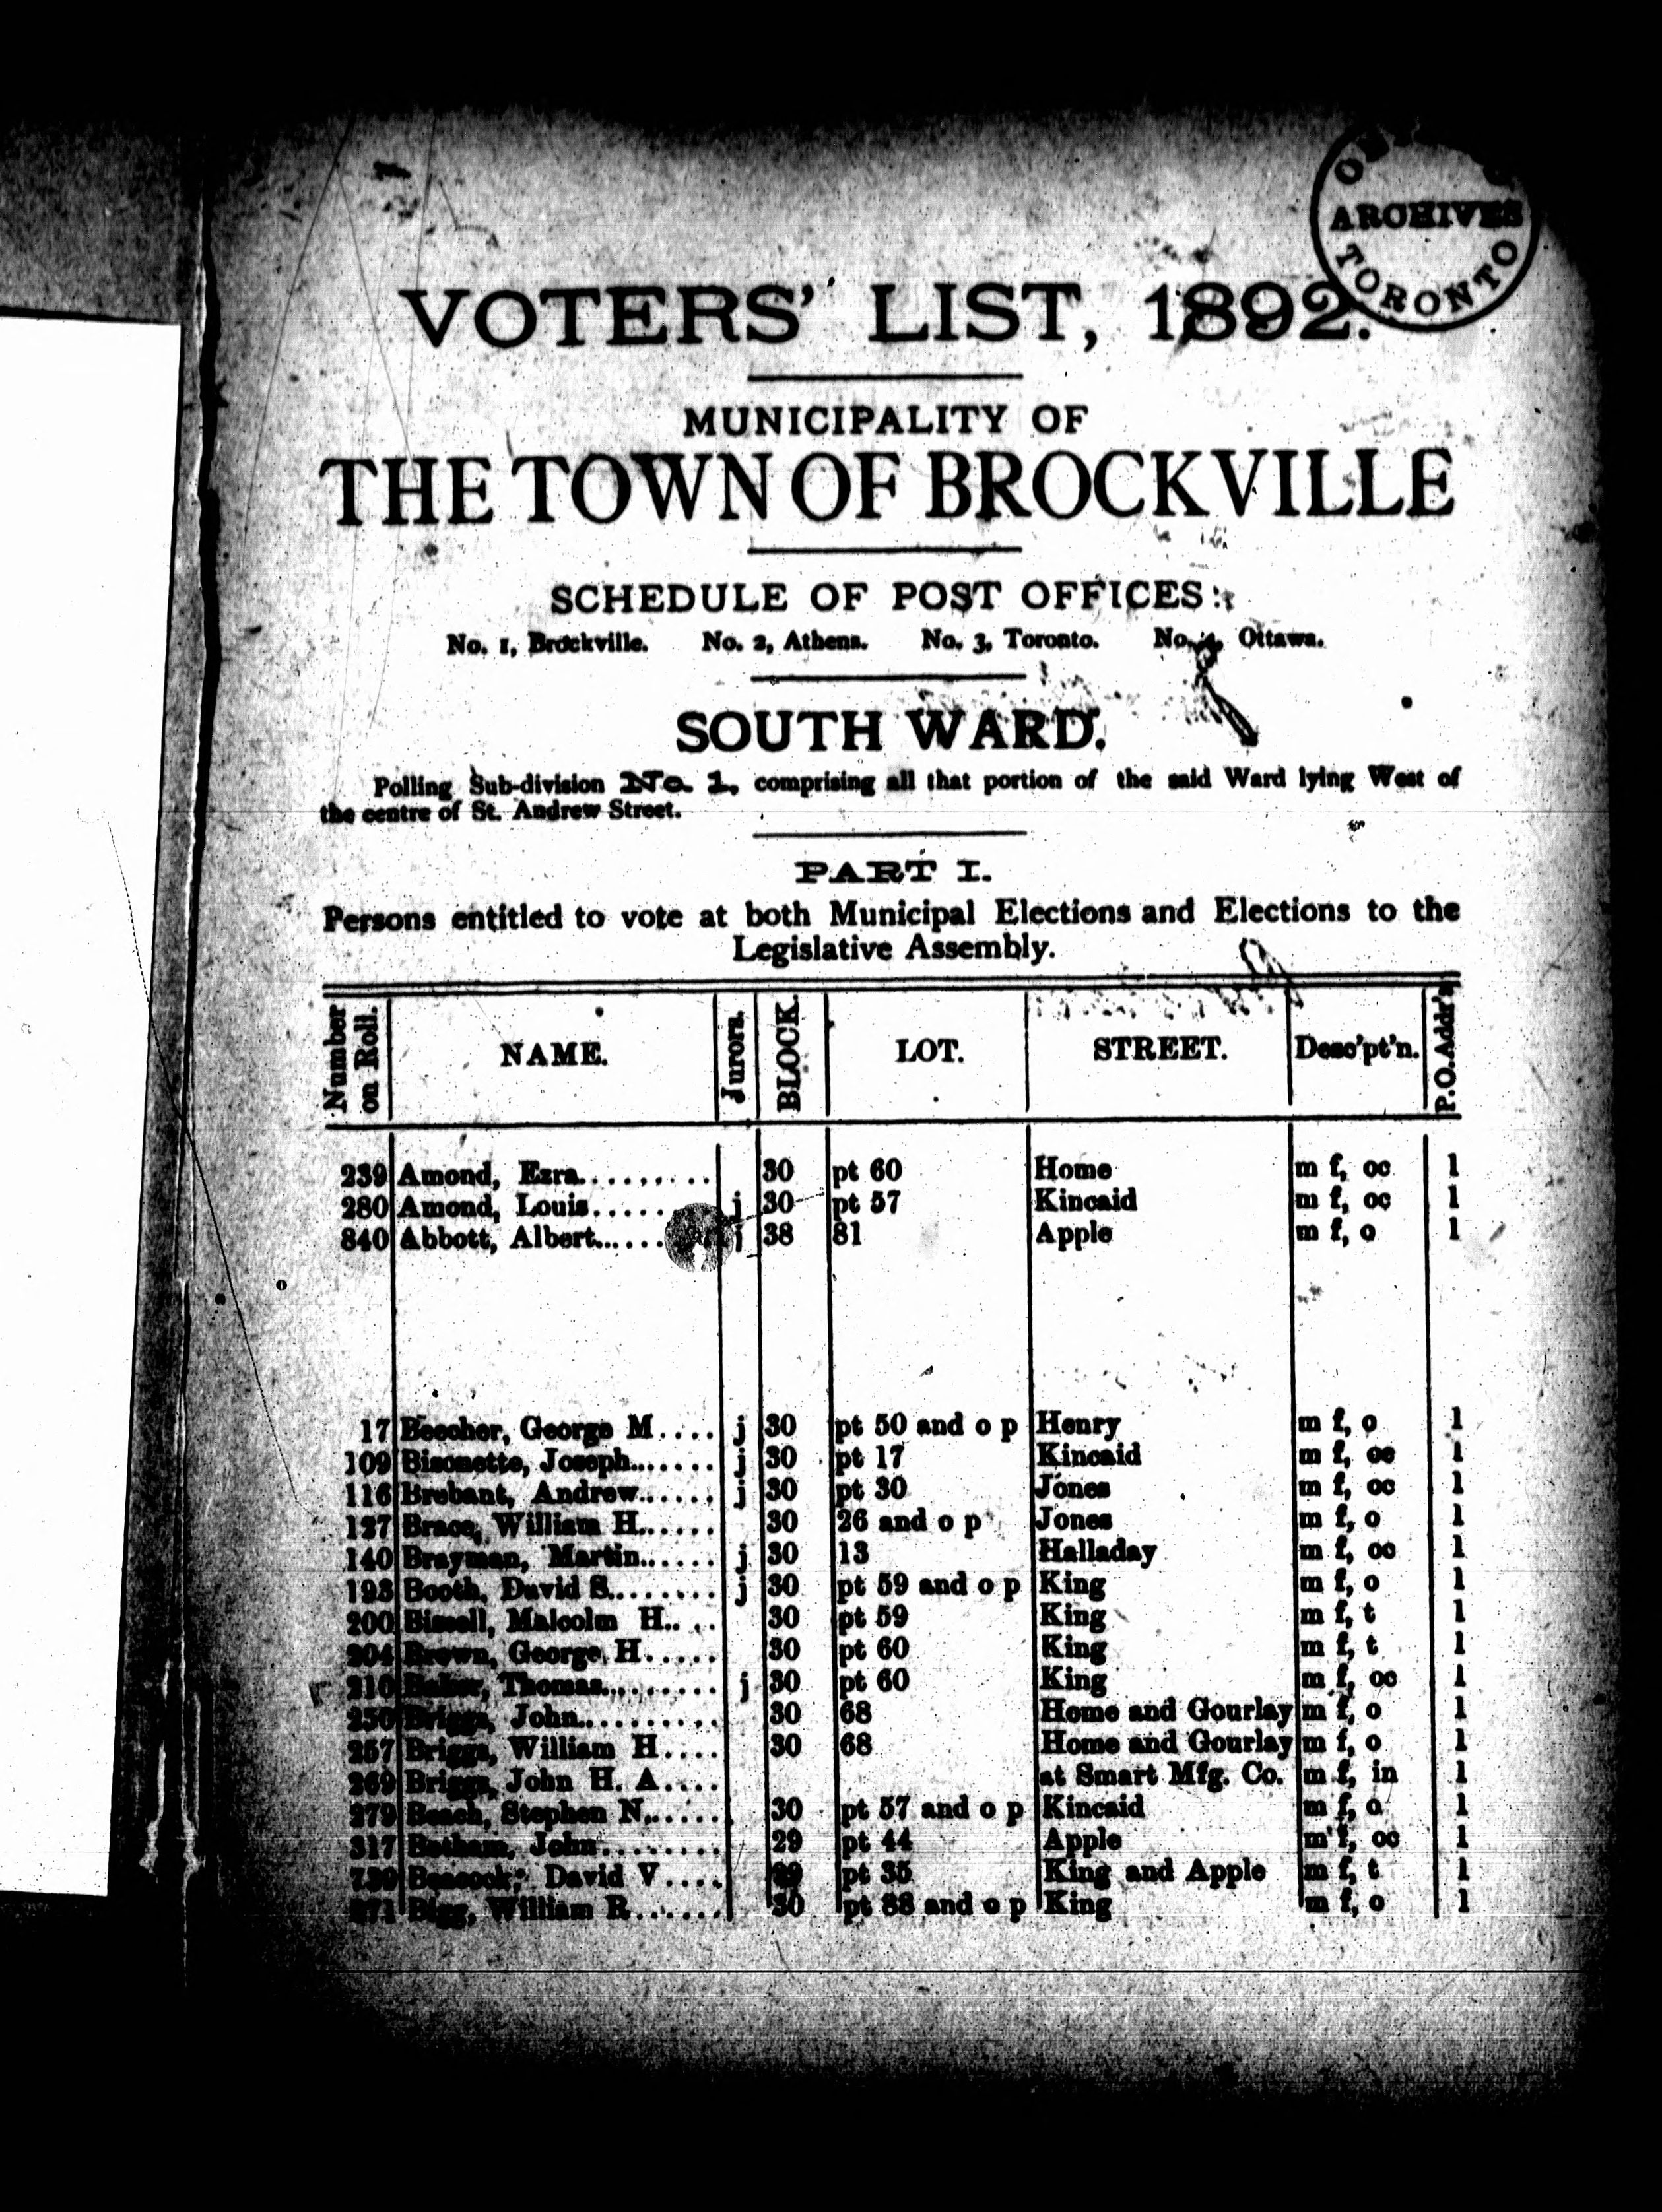 ARCHIVES
TORONTO
VOTERS' LIST, 1892.
MUNICIPALITY OF
THE TOWN OF BROCKVILLE
SCHEDULE OF POST OFFICES:
No. 1, Brockville. No. 2, Athens. No. 3, Toronto. No. 4, Ottawa.
SOUTH WARD.
Polling Sub-division No. 1, comprising all that portion of the said Ward lying West of
the centre of St. Andrew Street.
PART I.
Persons entitled to vote at both Municipal Elections and Elections to the
Legislative Assembly.
Number on Roll. NAME. Jurors. BLOCK. LOT. STREET. Desc'pt'n. P.O. Addr's
239 Amond, Ezra.......... 30 pt 60 Home m f, oc 1
280 Amond, Louis..... j 30 pt 57 Kincaid m f, oc 1
840 Abbott, Albert...... j 38 81 Apple m f, o 1
17 Beecher, George M.... j 30 pt 50 and o p Henry m f, o 1
109 Bisonette, Joseph....... j 30 pt 17 Kincaid m f, oc 1
116 Brebant, Andrew...... j 30 pt 30 Jones m f, oc 1
127 Brace, William H...... 30 26 and o p Jones m f, o 1
140 Brayman, Martin...... j 30 13 Halladay m f, oc 1
193 Booth, David S........ j 30 pt 59 and o p King m f, o 1
200 Bissell, Malcolm H.. .. 30 pt 59 King m f, t 1
204 Brown, George H..... 30 pt 60 King m f, t 1
210 Baker, Thomas......... j 30 pt 60 King m f, oc 1
250 Briggs, John.......... 30 68 Home and Gourlay m f, o 1
257 Briggs, William H.... 30 68 Home and Gourlay m f, o 1
269 Briggs, John H. A.... at Smart Mfg. Co. m f, in 1
279 Beach, Stephen N...... 30 pt 57 and o p Kincaid m f, o 1
317 Botham, John......... 29 pt 44 Apple m f, oc 1
David V.... pt 35 King and Apple m f, t 1
Bigg, William R...... 30 pt 88 and o p King m f, o 1